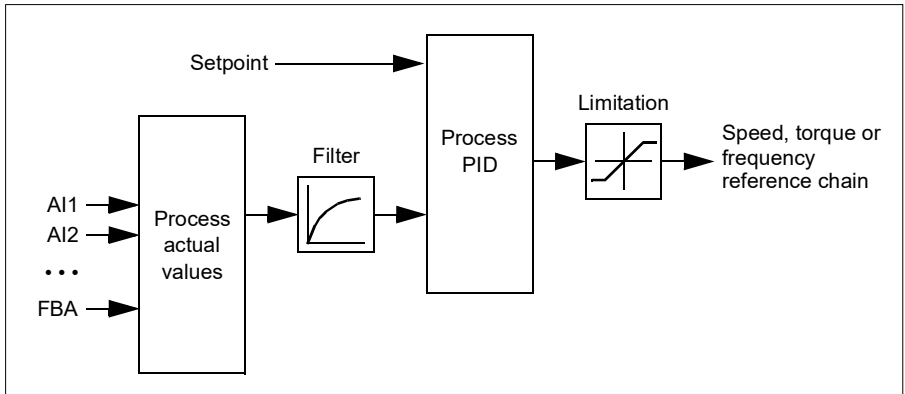 Setpoint
Process
PID
Limitation
Speed, torque or
frequency
reference chain
Filter
AI1
AI2
• • •
FBA
Process
actual
values